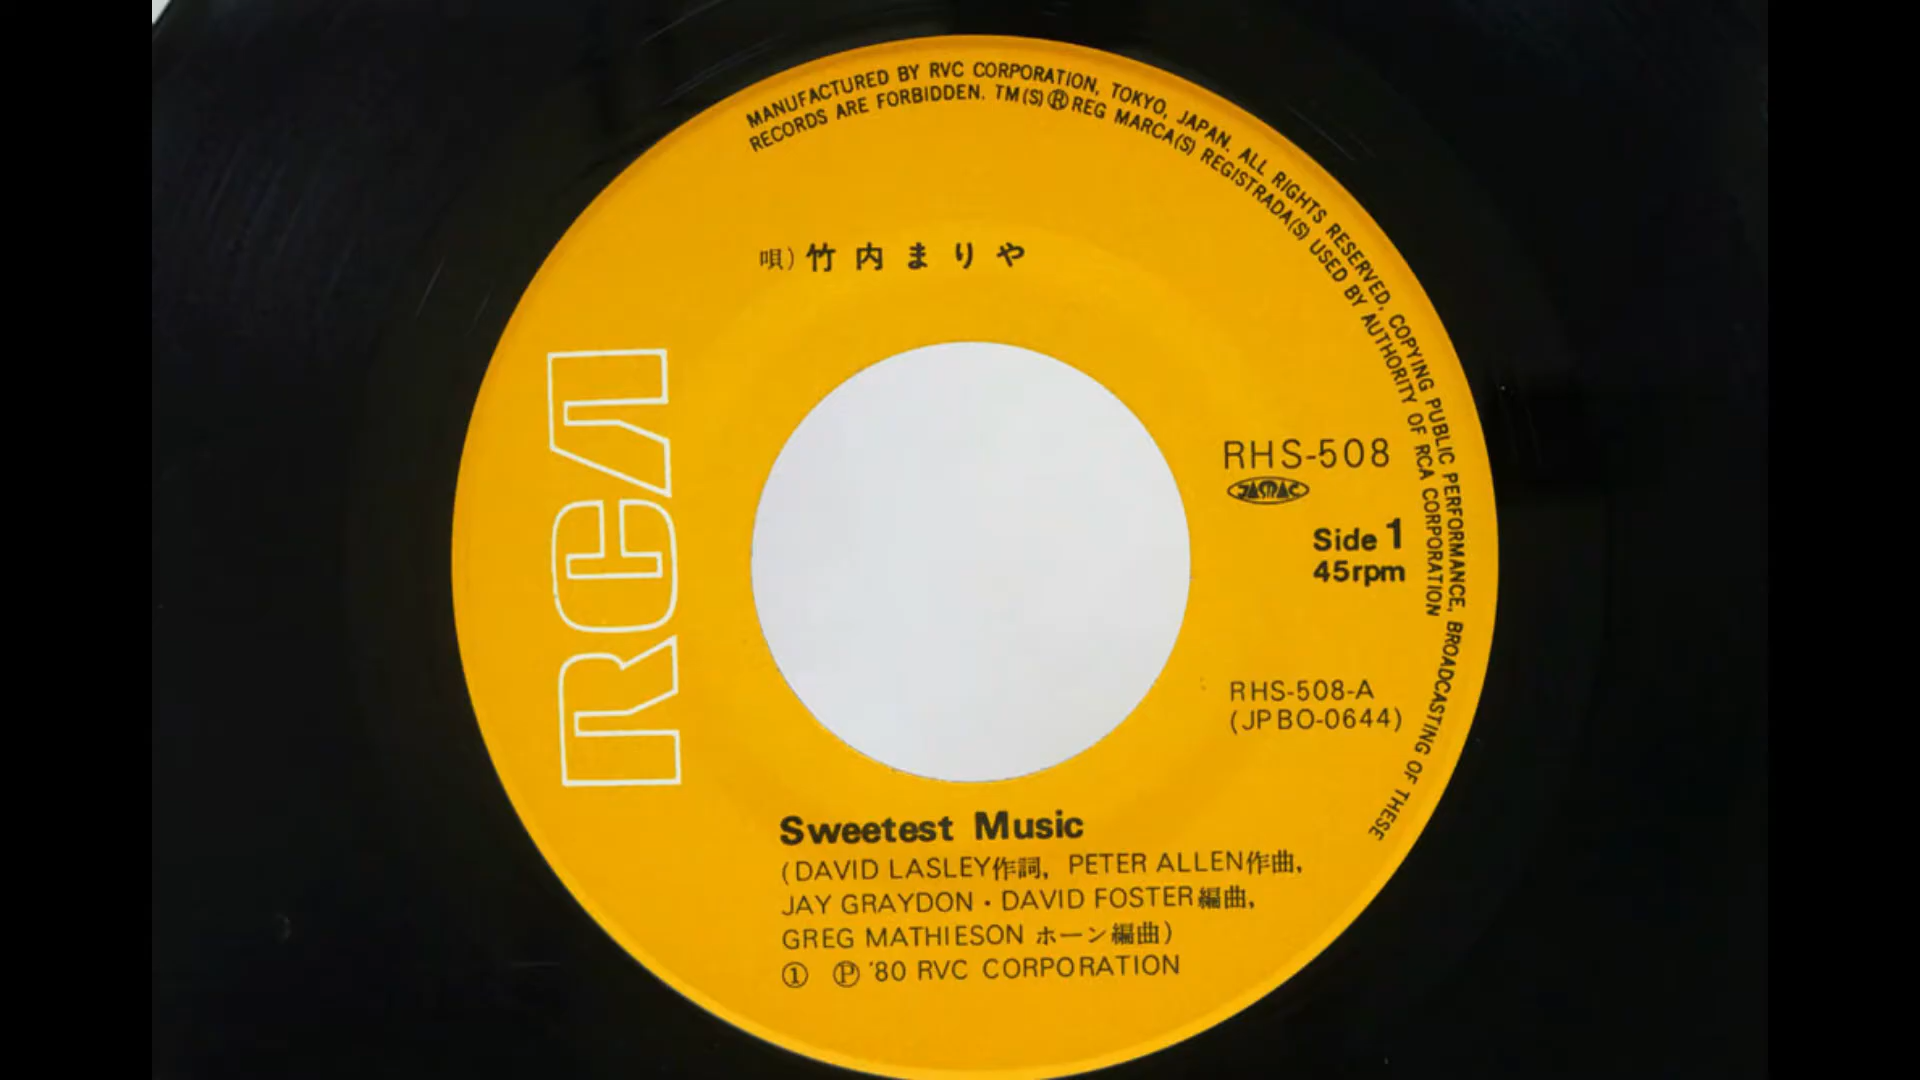 MANUFACTURED BY RVC CORPORATION, TOKYO, JAPAN. ALL RIGHTS RESERVED, COPYING PUBLIC PERFORMANCE, BROADCASTING OF THESE
RECORDS ARE FORBIDDEN. TM(S)®REG MARCA(S) REGISTRADA(S) USED BY AUTHORITY OF RCA CORPORATION
唄)竹内まりや
RCA
RHS-508
JASRAC
Side 1
45rpm
RHS-508-A
(JPBO-0644)
Sweetest Music
(DAVID LASLEY作詞, PETER ALLEN作曲,
JAY GRAYDON・DAVID FOSTER編曲,
GREG MATHIESON ホーン編曲)
① Ⓟ '80 RVC CORPORATION